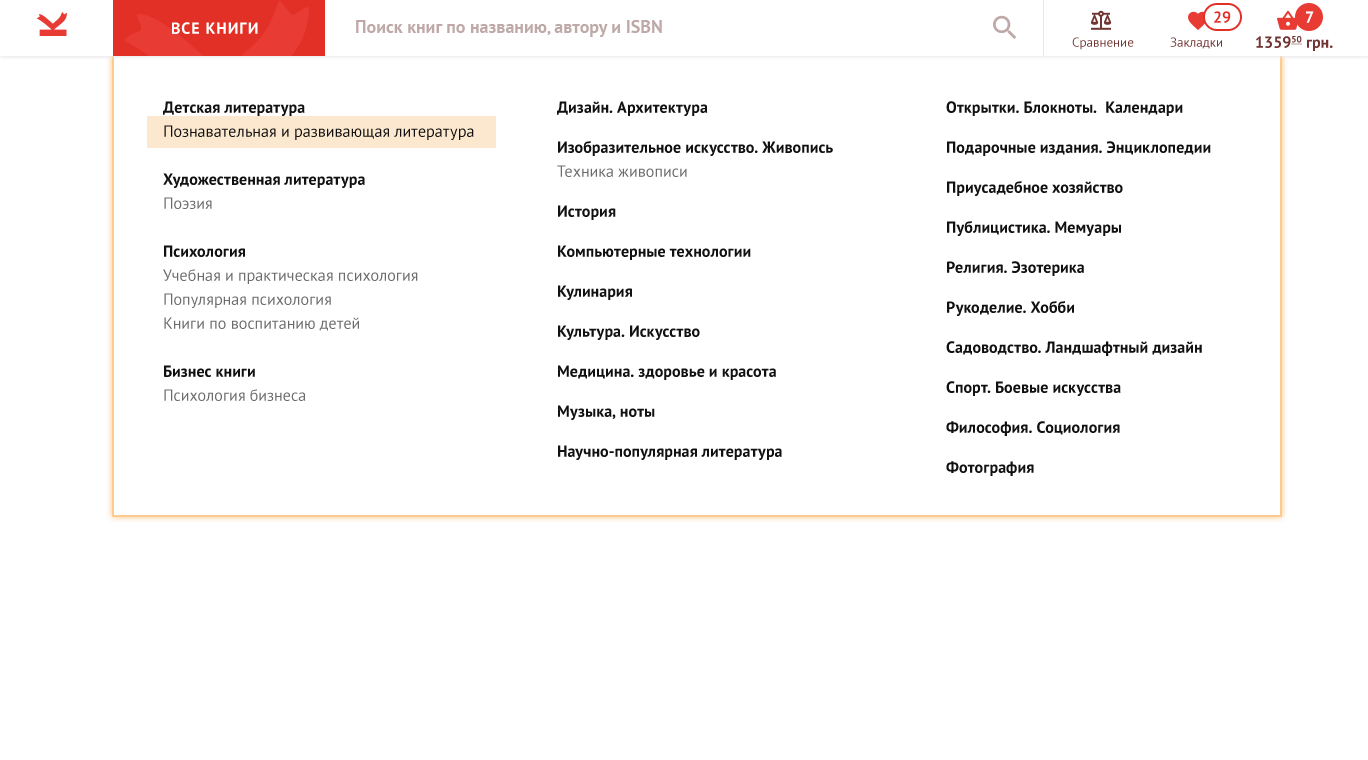 ВСЕ КНИГИ
Поиск книг по названию, автору и ISBN
Сравнение
29
Закладки
7
1359⁵⁰ грн.
Детская литература
Познавательная и развивающая литература
Художественная литература
Поэзия
Психология
Учебная и практическая психология
Популярная психология
Книги по воспитанию детей
Бизнес книги
Психология бизнеса
Дизайн. Архитектура
Изобразительное искусство. Живопись
Техника живописи
История
Компьютерные технологии
Кулинария
Культура. Искусство
Медицина. здоровье и красота
Музыка, ноты
Научно-популярная литература
Открытки. Блокноты.  Календари
Подарочные издания. Энциклопедии
Приусадебное хозяйство
Публицистика. Мемуары
Религия. Эзотерика
Рукоделие. Хобби
Садоводство. Ландшафтный дизайн
Спорт. Боевые искусства
Философия. Социология
Фотография